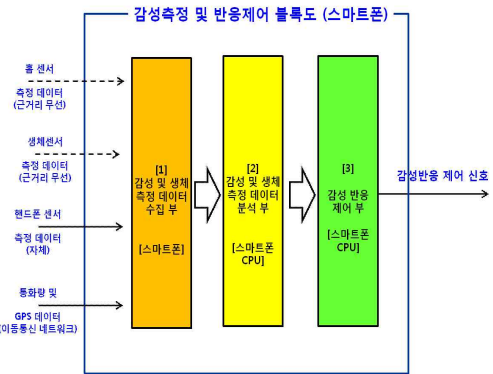 감성측정 및 반응제어 블록도 (스마트폰)
홈 센서
측정 데이터
(근거리 무선)
생체센서
측정 데이터
(근거리 무선)
핸드폰 센서
측정 데이터
(자체)
통화량 및
GPS 데이터
(이동통신 네트워크)
[1]
감성 및 생체
측정 데이터
수집 부
[스마트폰]
[2]
감성 및 생체
측정 데이터
분석 부
[스마트폰
CPU]
[3]
감성 반응
제어 부
[스마트폰
CPU]
감성반응 제어 신호